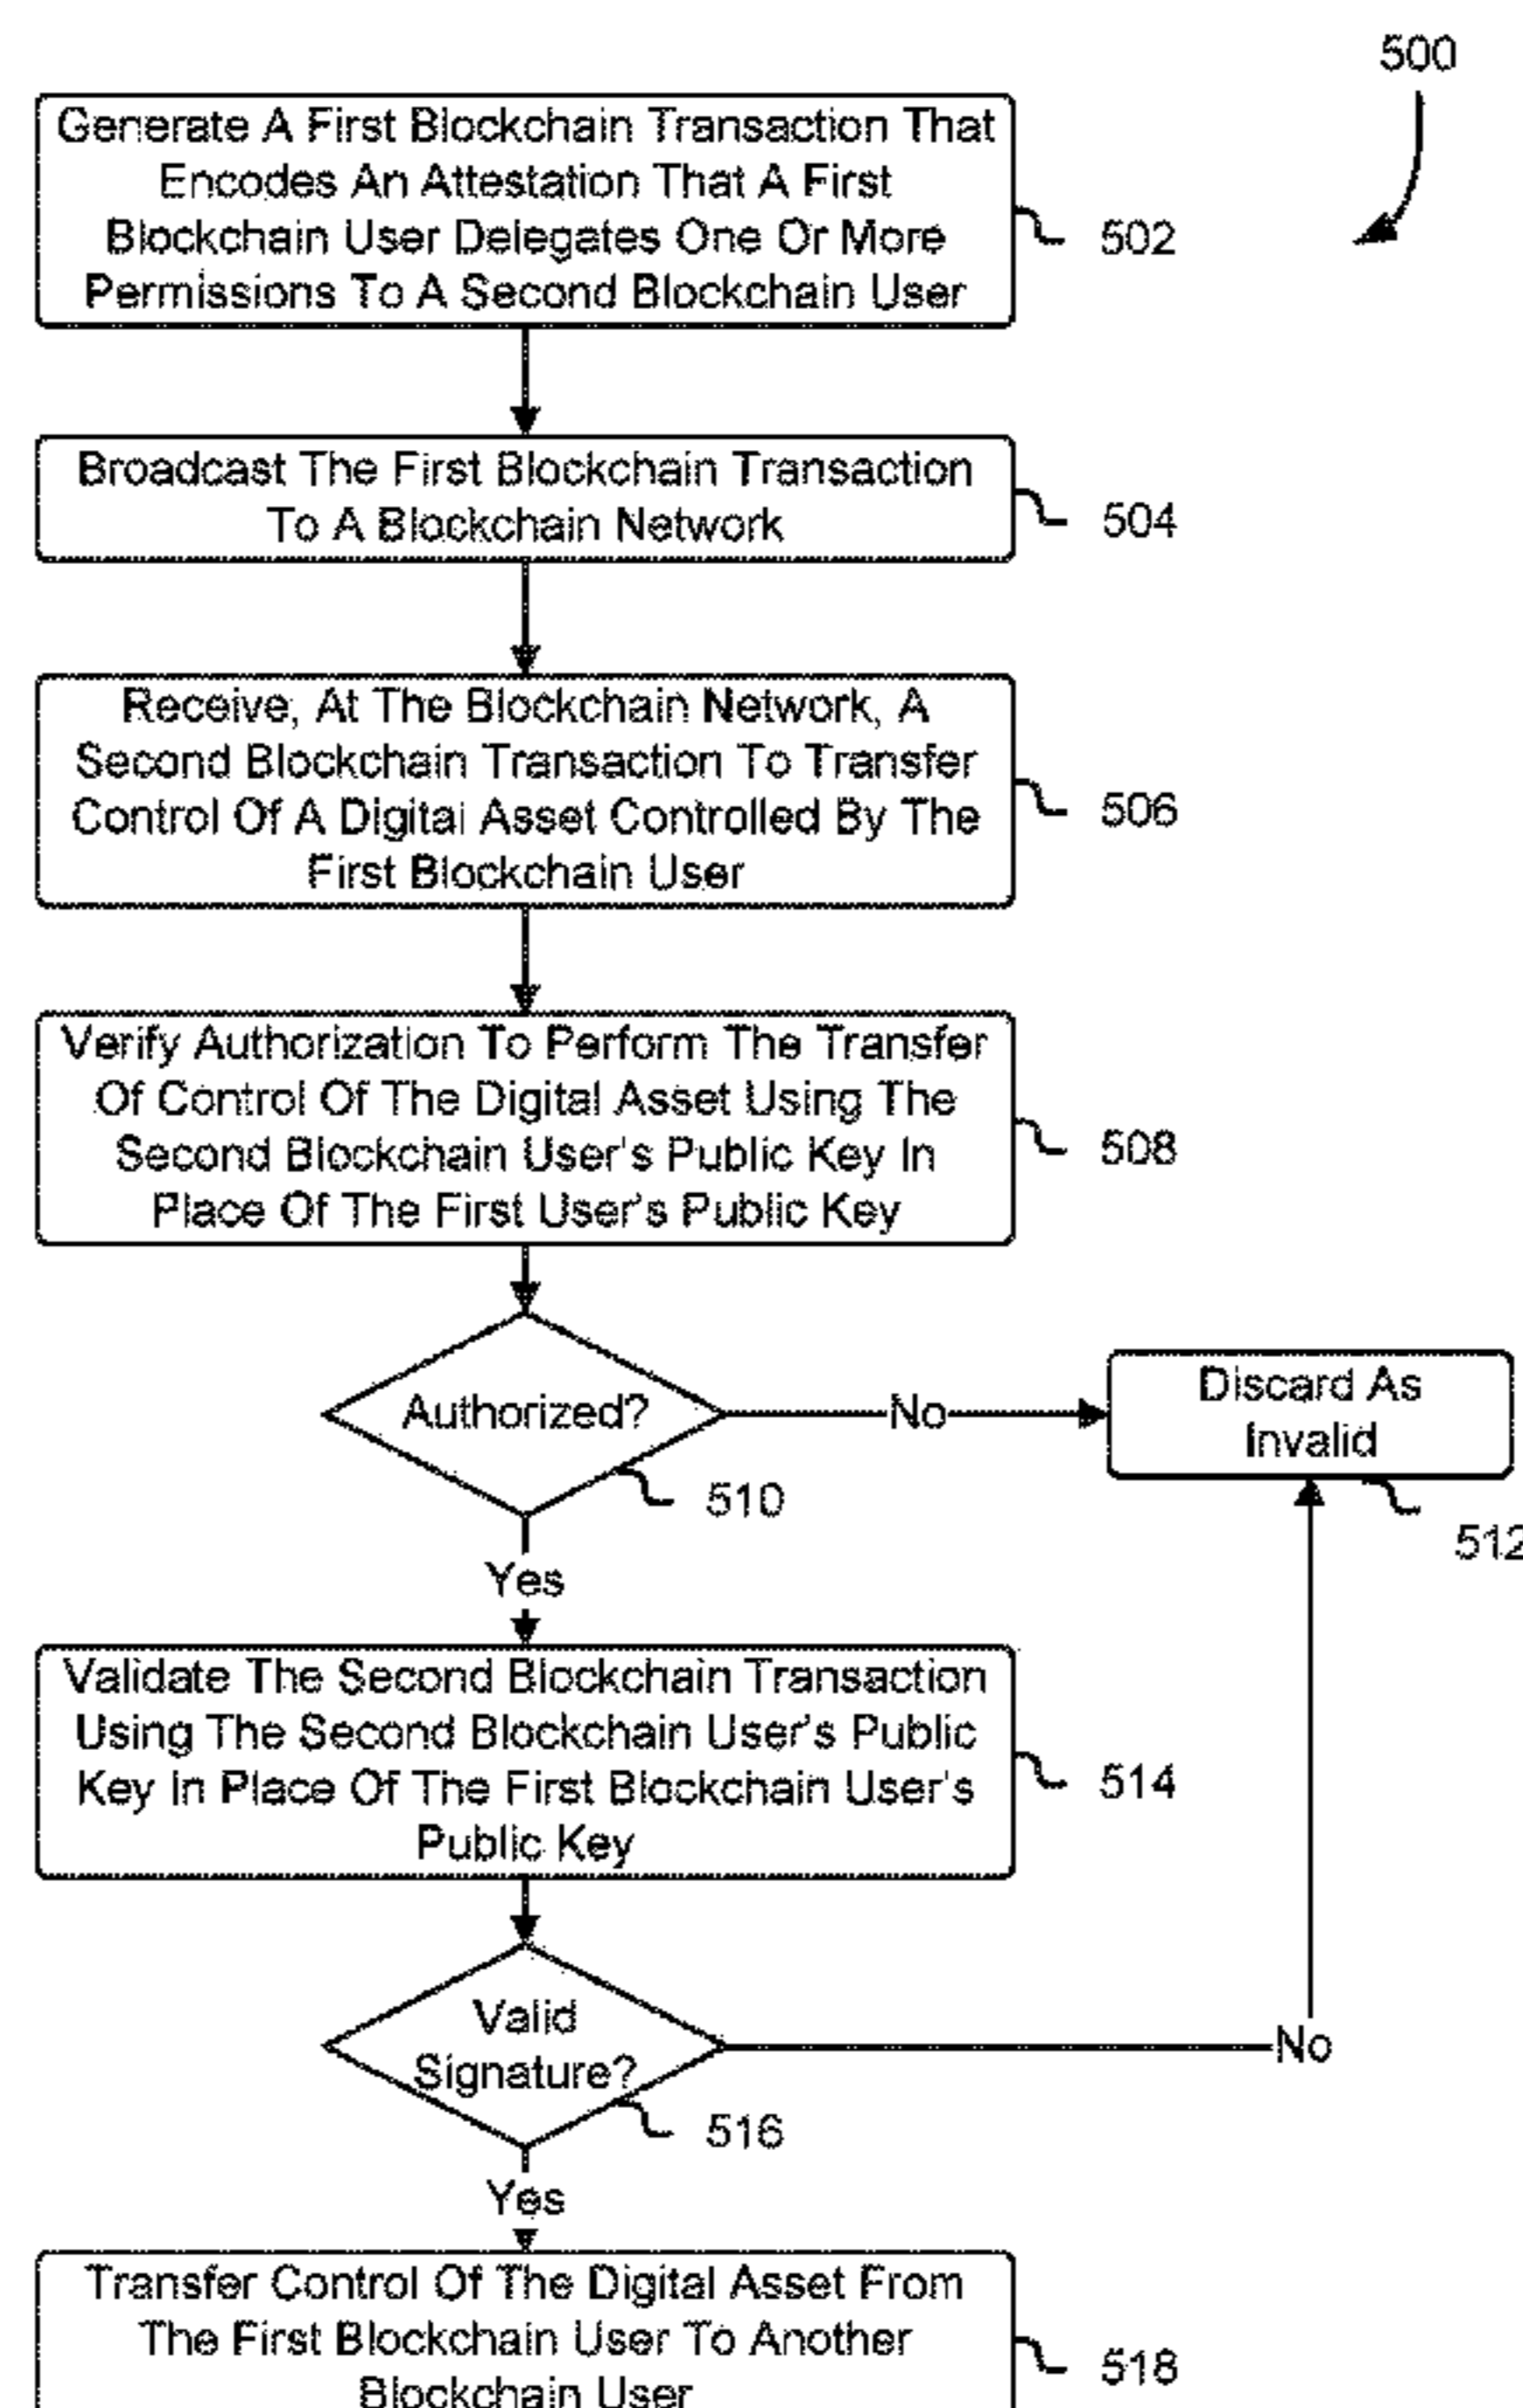 500
Generate A First Blockchain Transaction That
Encodes An Attestation That A First
Blockchain User Delegates One Or More
Permissions To A Second Blockchain User
502
Broadcast The First Blockchain Transaction
To A Blockchain Network
504
Receive, At The Blockchain Network, A
Second Blockchain Transaction To Transfer
Control Of A Digital Asset Controlled By The
First Blockchain User
506
Verify Authorization To Perform The Transfer
Of Control Of The Digital Asset Using The
Second Blockchain User's Public Key In
Place Of The First User's Public Key
508
Authorized?
No
Discard As
Invalid
510
512
Yes
Validate The Second Blockchain Transaction
Using The Second Blockchain User's Public
Key In Place Of The First Blockchain User's
Public Key
514
Valid
Signature?
No
516
Yes
Transfer Control Of The Digital Asset From
The First Blockchain User To Another
Blockchain User
518